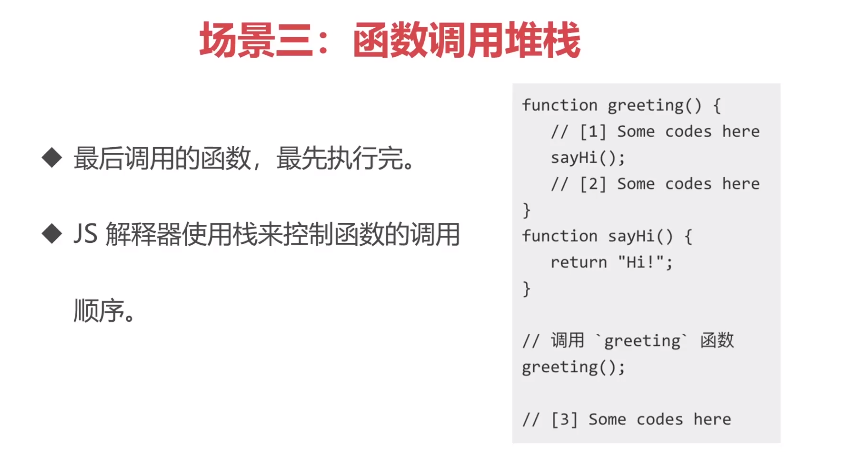 场景三：函数调用堆栈
◆ 最后调用的函数，最先执行完。
◆ JS 解释器使用栈来控制函数的调用
顺序。
function greeting() {
   // [1] Some codes here
   sayHi();
   // [2] Some codes here
}
function sayHi() {
   return "Hi!";
}

// 调用 `greeting` 函数
greeting();

// [3] Some codes here